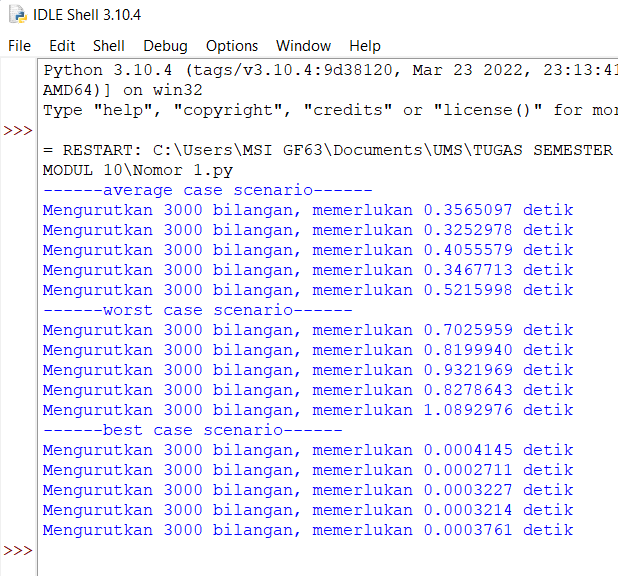 IDLE Shell 3.10.4
File Edit Shell Debug Options Window Help
Python 3.10.4 (tags/v3.10.4:9d38120, Mar 23 2022, 23:13:41
AMD64)] on win32
Type "help", "copyright", "credits" or "license()" for mor
>>>
= RESTART: C:\Users\MSI GF63\Documents\UMS\TUGAS SEMESTER
MODUL 10\Nomor 1.py
------average case scenario------
Mengurutkan 3000 bilangan, memerlukan 0.3565097 detik
Mengurutkan 3000 bilangan, memerlukan 0.3252978 detik
Mengurutkan 3000 bilangan, memerlukan 0.4055579 detik
Mengurutkan 3000 bilangan, memerlukan 0.3467713 detik
Mengurutkan 3000 bilangan, memerlukan 0.5215998 detik
------worst case scenario------
Mengurutkan 3000 bilangan, memerlukan 0.7025959 detik
Mengurutkan 3000 bilangan, memerlukan 0.8199940 detik
Mengurutkan 3000 bilangan, memerlukan 0.9321969 detik
Mengurutkan 3000 bilangan, memerlukan 0.8278643 detik
Mengurutkan 3000 bilangan, memerlukan 1.0892976 detik
------best case scenario------
Mengurutkan 3000 bilangan, memerlukan 0.0004145 detik
Mengurutkan 3000 bilangan, memerlukan 0.0002711 detik
Mengurutkan 3000 bilangan, memerlukan 0.0003227 detik
Mengurutkan 3000 bilangan, memerlukan 0.0003214 detik
Mengurutkan 3000 bilangan, memerlukan 0.0003761 detik
>>>